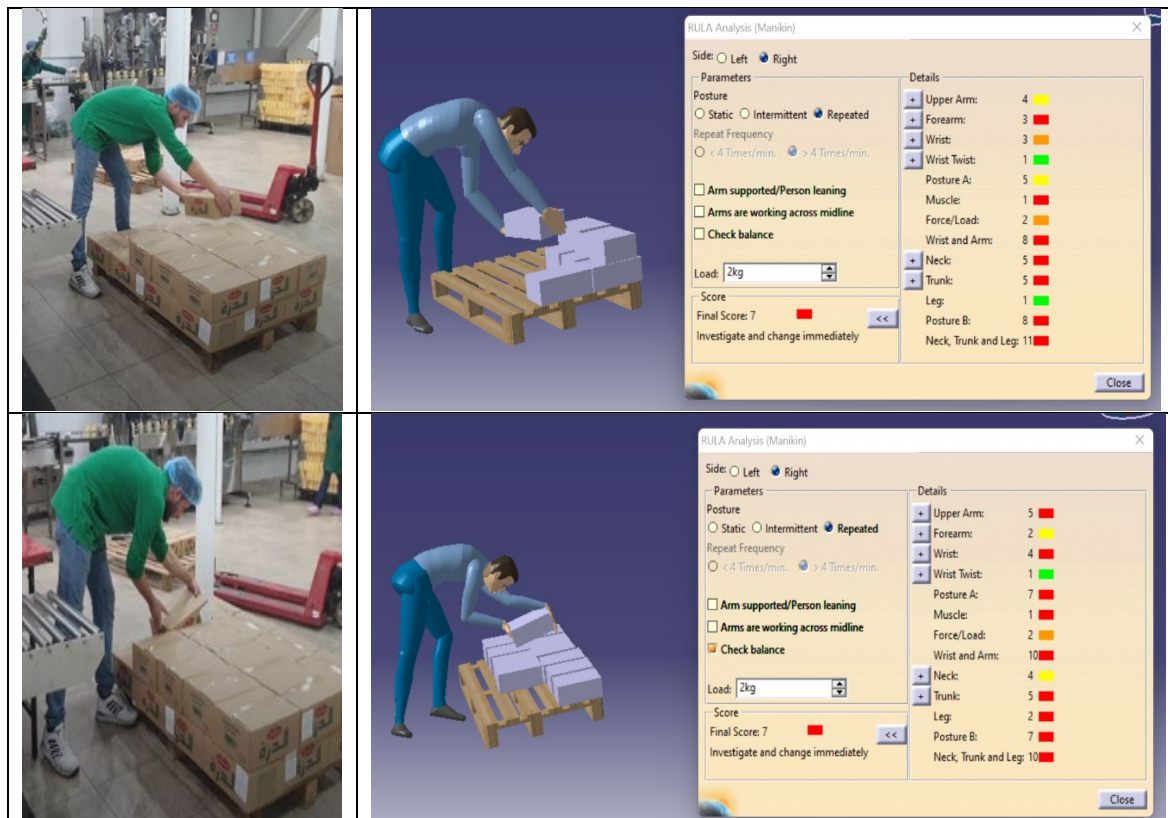 RULA Analysis (Manikin)
Side: Left Right
Parameters
Posture
Static Intermittent Repeated
Repeat Frequency
< 4 Times/min. > 4 Times/min.
Arm supported/Person leaning
Arms are working across midline
Check balance
Load: 2kg
Score
Final Score: 7
<<
Investigate and change immediately
Details
+ Upper Arm: 4
+ Forearm: 3
+ Wrist: 3
+ Wrist Twist: 1
Posture A: 5
Muscle: 1
Force/Load: 2
Wrist and Arm: 8
+ Neck: 5
+ Trunk: 5
Leg: 1
Posture B: 8
Neck, Trunk and Leg: 11
Close
الدرة
RULA Analysis (Manikin)
Side: Left Right
Parameters
Posture
Static Intermittent Repeated
Repeat Frequency
< 4 Times/min. > 4 Times/min.
Arm supported/Person leaning
Arms are working across midline
Check balance
Load: 2kg
Score
Final Score: 7
<<
Investigate and change immediately
Details
+ Upper Arm: 5
+ Forearm: 2
+ Wrist: 4
+ Wrist Twist: 1
Posture A: 7
Muscle: 1
Force/Load: 2
Wrist and Arm: 10
+ Neck: 4
+ Trunk: 5
Leg: 2
Posture B: 7
Neck, Trunk and Leg: 10
Close
الدرة